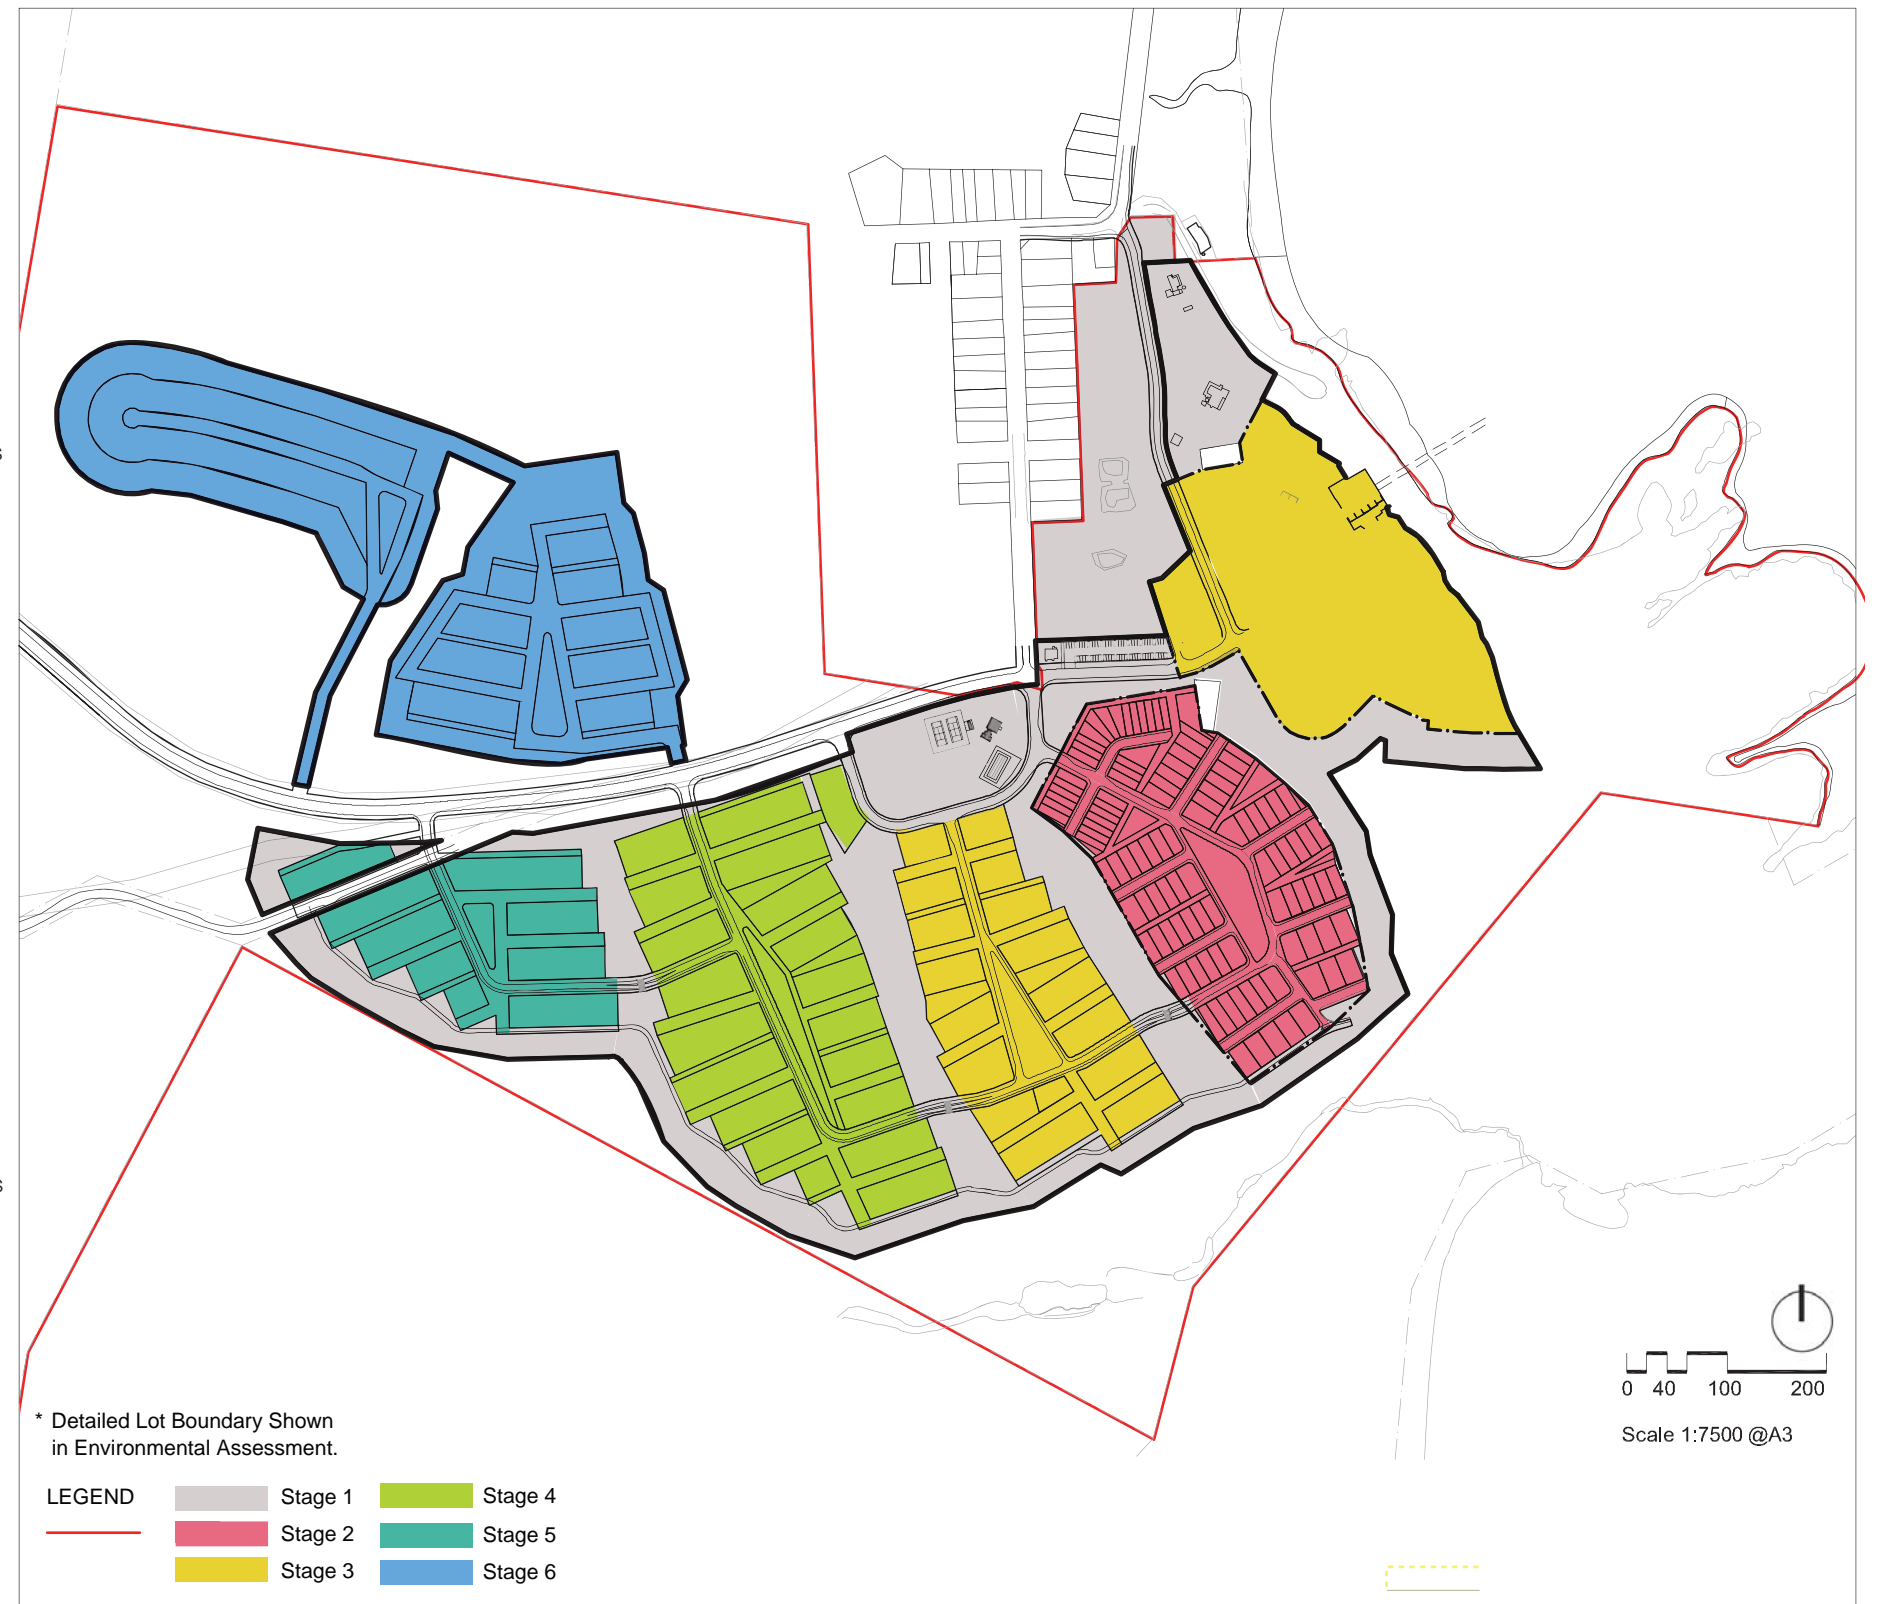 s
s
0 40 100 200
Scale 1:7500 @A3
* Detailed Lot Boundary Shown
in Environmental Assessment.
LEGEND
Stage 1
Stage 2
Stage 3
Stage 4
Stage 5
Stage 6